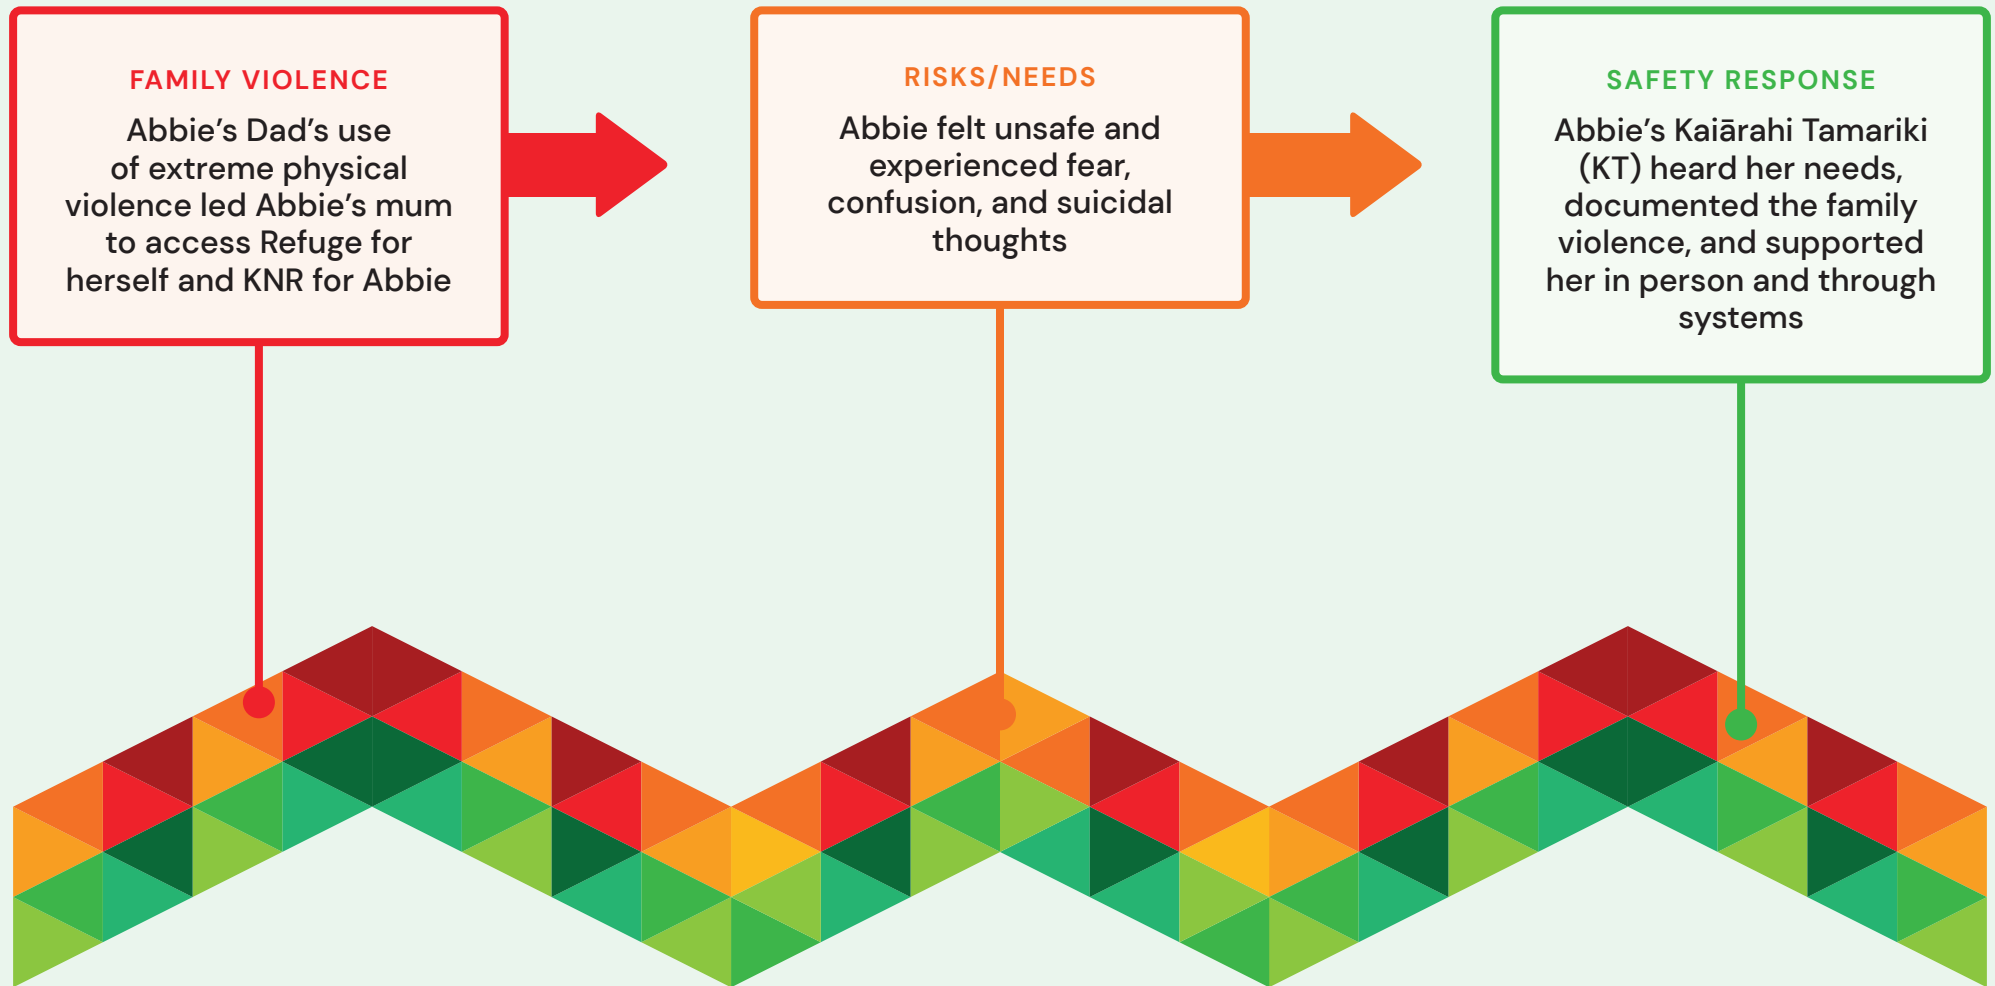 FAMILY VIOLENCE
Abbie’s Dad’s use
of extreme physical
violence led Abbie’s mum
to access Refuge for
herself and KNR for Abbie
RISKS/NEEDS
Abbie felt unsafe and
experienced fear,
confusion, and suicidal
thoughts
SAFETY RESPONSE
Abbie’s Kaiārahi Tamariki
(KT) heard her needs,
documented the family
violence, and supported
her in person and through
systems